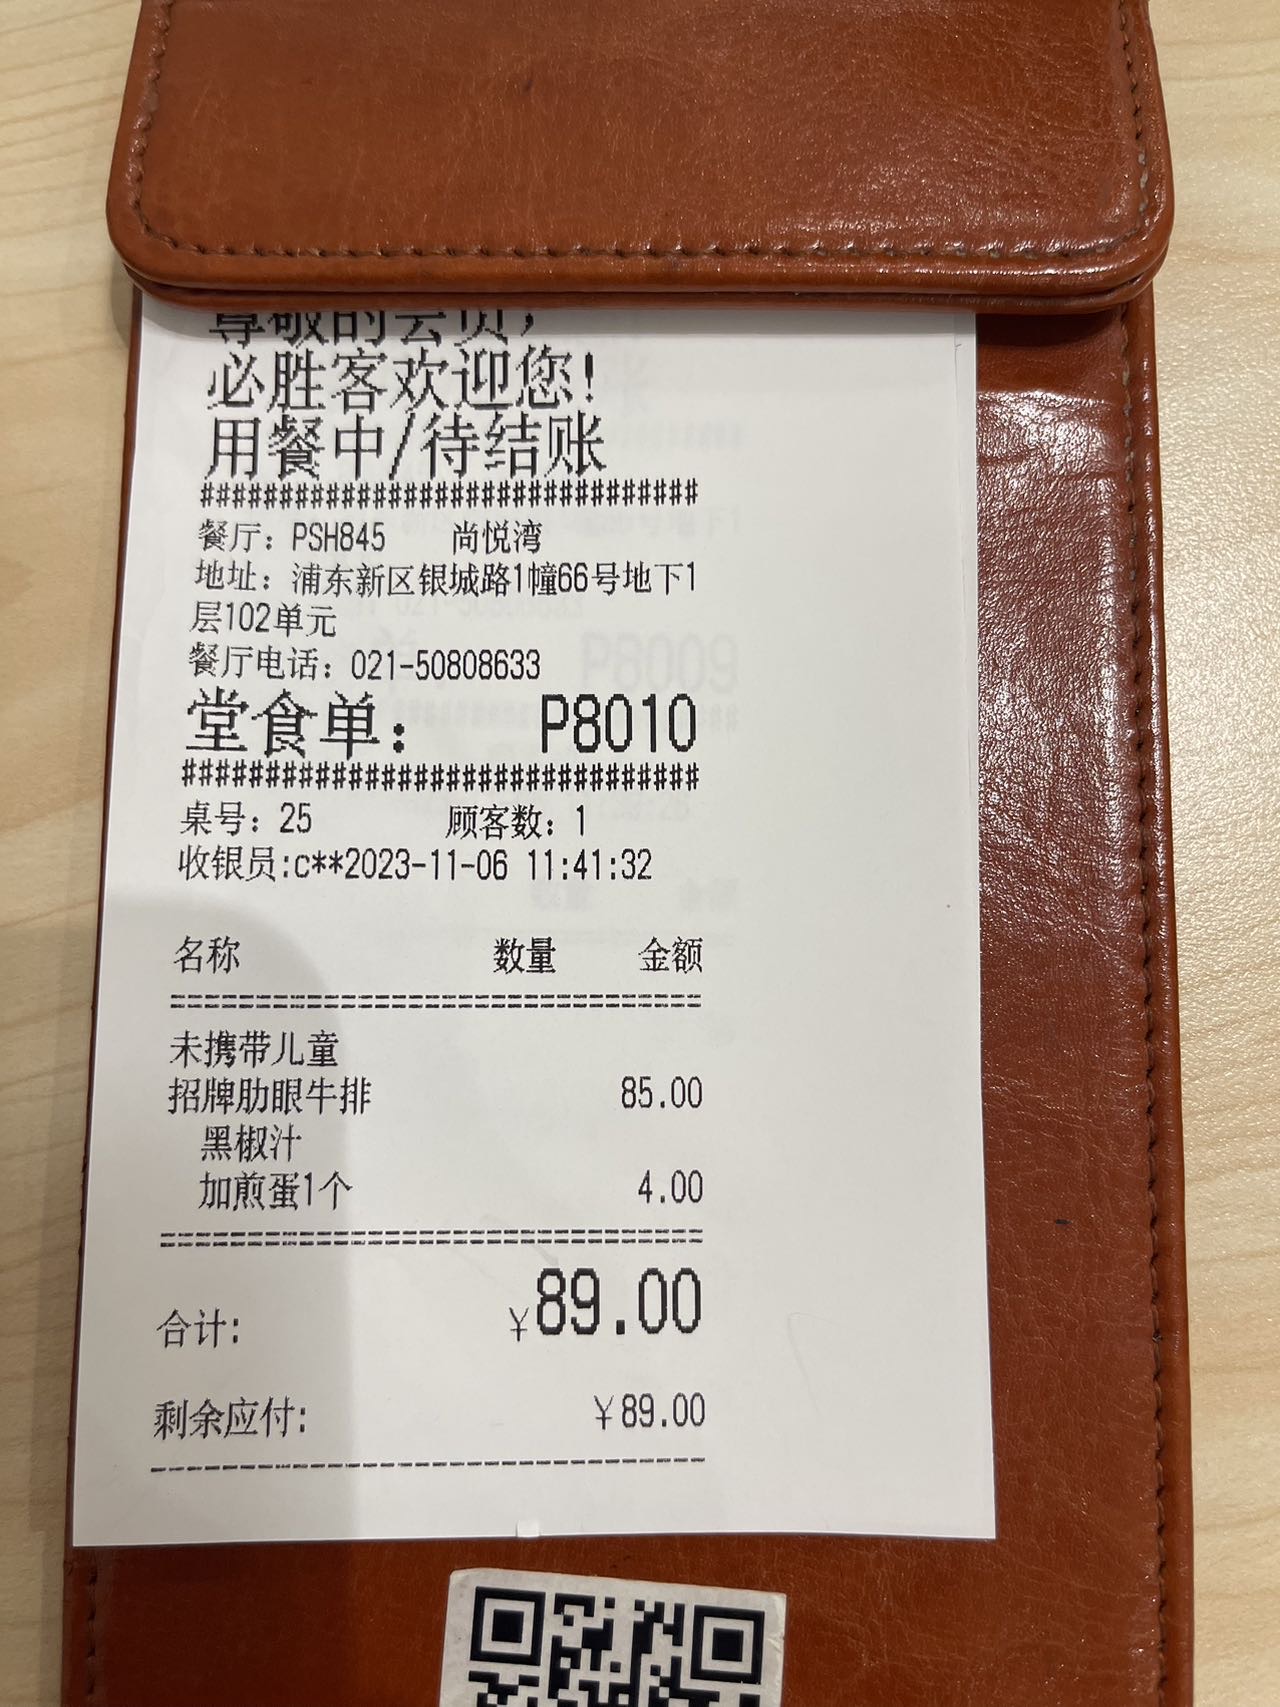 尊敬的会员，
必胜客欢迎您!
用餐中/待结账
################################
餐厅：PSH845 尚悦湾
地址：浦东新区银城路1幢66号地下1
层102单元
餐厅电话：021-50808633
堂食单： P8010
################################
桌号：25 顾客数：1
收银员:c**2023-11-06 11:41:32
名称 数量 金额
================================
未携带儿童
招牌肋眼牛排 85.00
黑椒汁
加煎蛋1个 4.00
================================
合计: ¥89.00
剩余应付: ¥89.00
--------------------------------